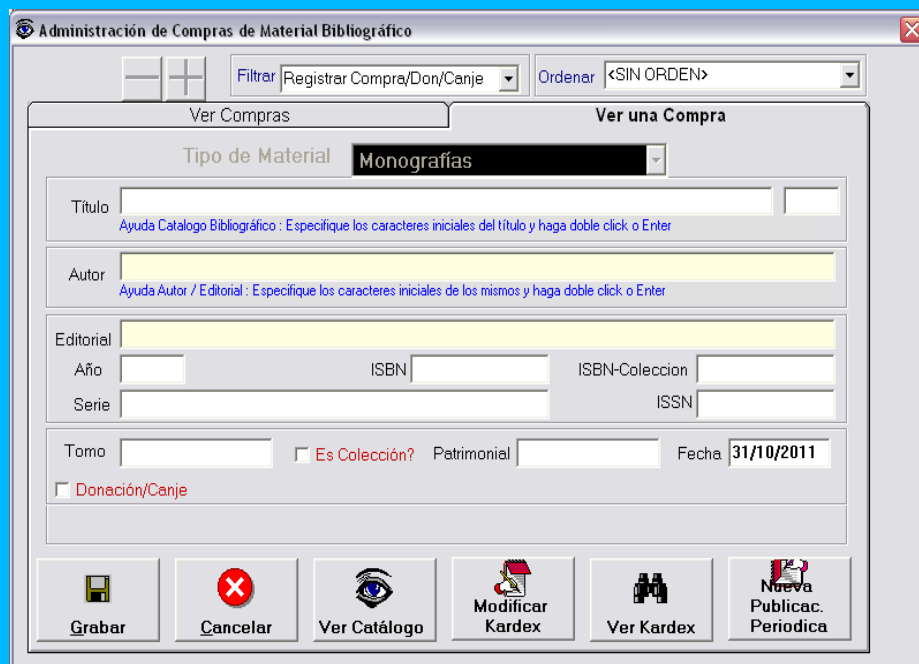 Administración de Compras de Material Bibliográfico
Filtrar Registrar Compra/Don/Canje Ordenar <SIN ORDEN>
Ver Compras Ver una Compra
Tipo de Material Monografías
Título
Ayuda Catalogo Bibliográfico : Especifique los caracteres iniciales del título y haga doble click o Enter
Autor
Ayuda Autor / Editorial : Especifique los caracteres iniciales de los mismos y haga doble click o Enter
Editorial
Año ISBN ISBN-Coleccion
Serie ISSN
Tomo Es Colección? Patrimonial Fecha 31/10/2011
Donación/Canje
Grabar
Cancelar
Ver Catálogo
Modificar
Kardex
Ver Kardex
Nueva
Publicac.
Periodica